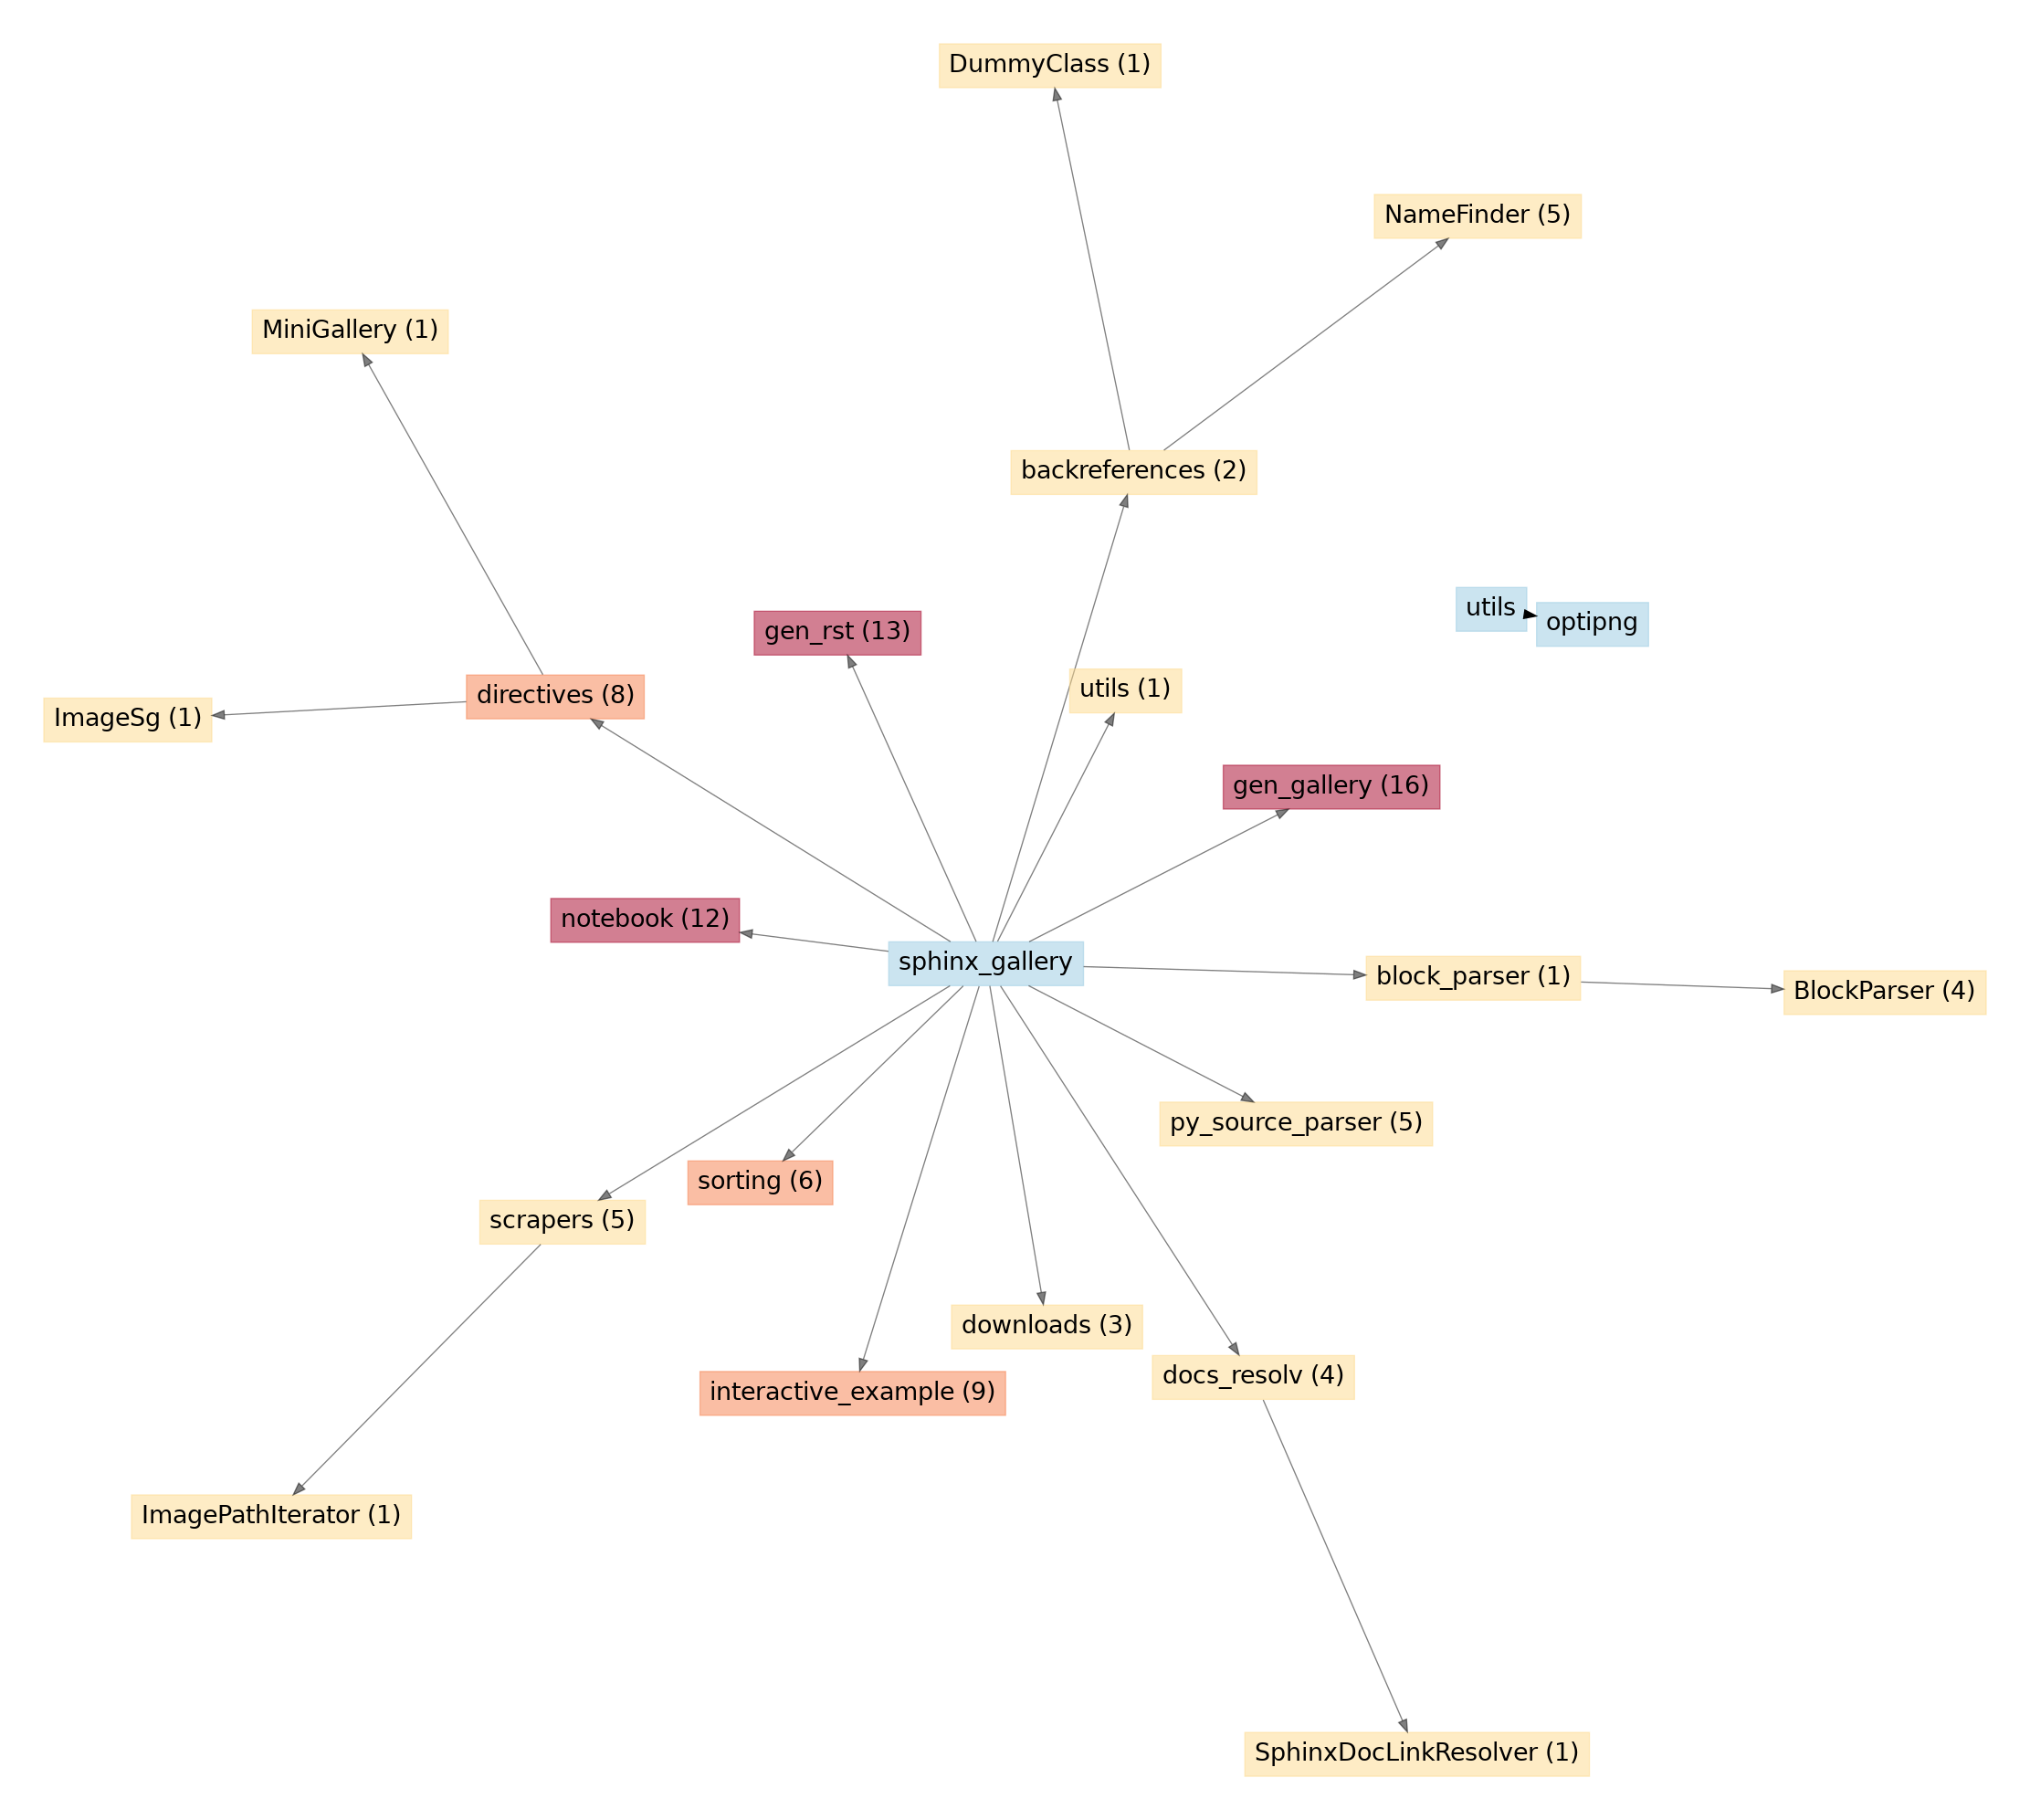 DummyClass (1)
NameFinder (5)
MiniGallery (1)
backreferences (2)
utils
optipng
gen_rst (13)
utils (1)
directives (8)
ImageSg (1)
gen_gallery (16)
notebook (12)
sphinx_gallery
block_parser (1)
BlockParser (4)
py_source_parser (5)
sorting (6)
scrapers (5)
downloads (3)
docs_resolv (4)
interactive_example (9)
ImagePathIterator (1)
SphinxDocLinkResolver (1)